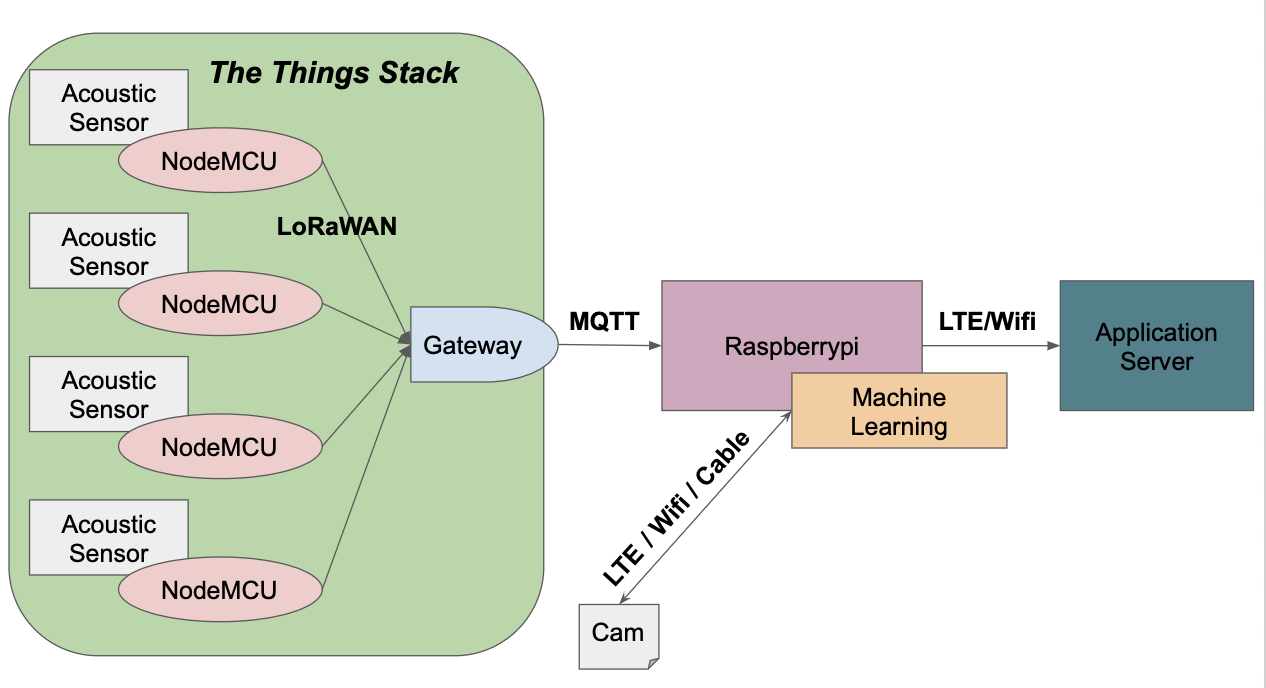 The Things Stack
Acoustic
Sensor
NodeMCU
LoRaWAN
Acoustic
Sensor
NodeMCU
Acoustic
Sensor
NodeMCU
Acoustic
Sensor
NodeMCU
Gateway
MQTT
Raspberrypi
Machine
Learning
LTE/Wifi
Application
Server
LTE / Wifi / Cable
Cam